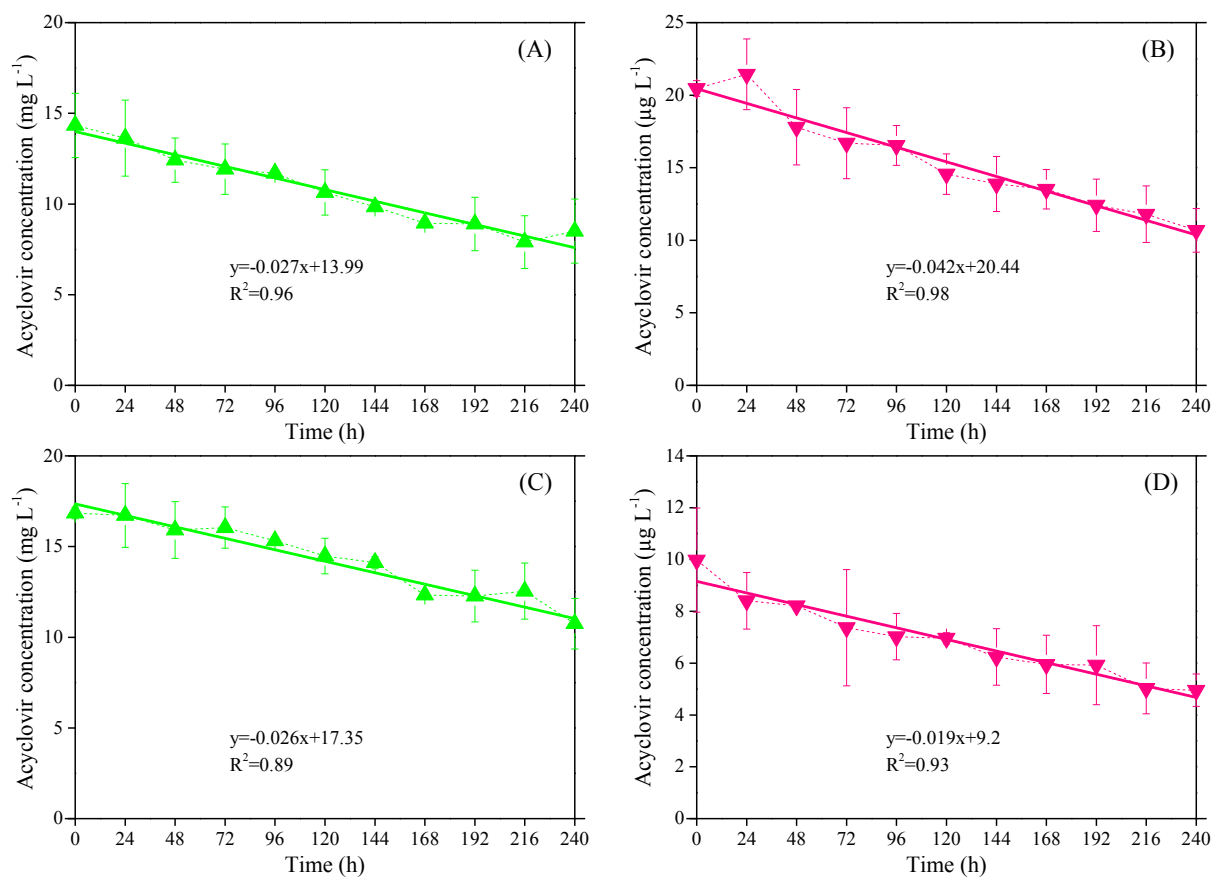 (A)
Acyclovir concentration (mg L⁻¹)
20
15
10
5
0
y=-0.027x+13.99
R²=0.96
0 24 48 72 96 120 144 168 192 216 240
Time (h)
(B)
Acyclovir concentration (µg L⁻¹)
25
20
15
10
5
0
y=-0.042x+20.44
R²=0.98
0 24 48 72 96 120 144 168 192 216 240
Time (h)
(C)
Acyclovir concentration (mg L⁻¹)
20
15
10
5
0
y=-0.026x+17.35
R²=0.89
0 24 48 72 96 120 144 168 192 216 240
Time (h)
(D)
Acyclovir concentration (µg L⁻¹)
14
12
10
8
6
4
2
0
y=-0.019x+9.2
R²=0.93
0 24 48 72 96 120 144 168 192 216 240
Time (h)